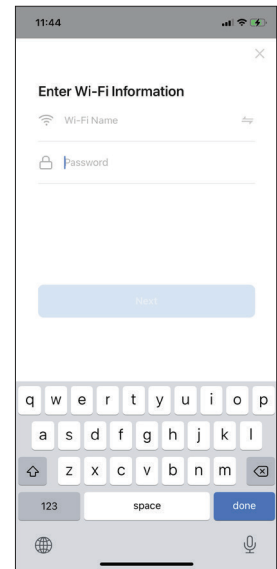 11:44
Enter Wi-Fi Information
Wi-Fi Name
Password
Next
q w e r t y u i o p
a s d f g h j k l
z x c v b n m
123 space done